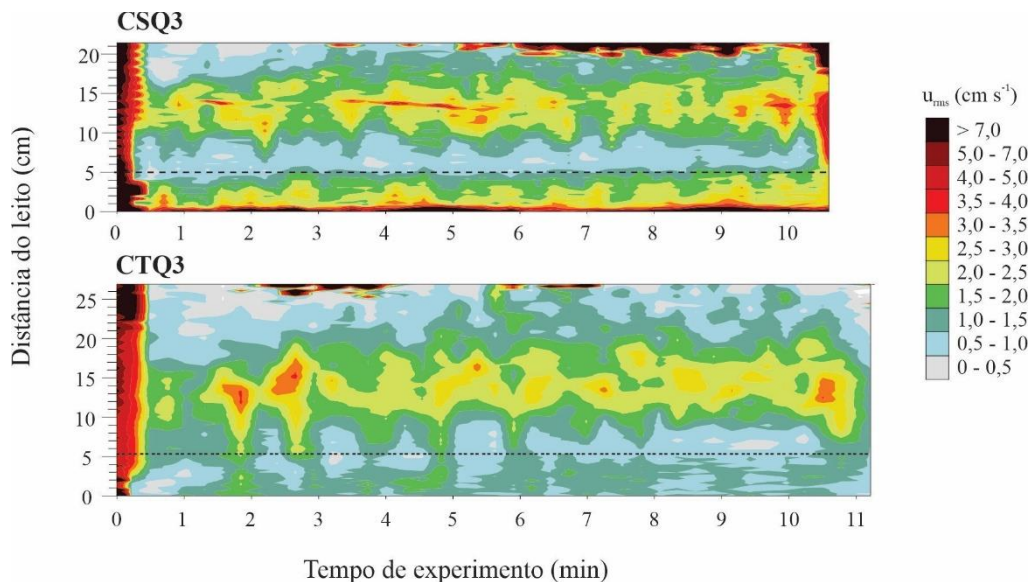 CSQ3
20
15
10
5
0
0 1 2 3 4 5 6 7 8 9 10
CTQ3
25
20
15
10
5
0
0 1 2 3 4 5 6 7 8 9 10 11
Distância do leito (cm)
Tempo de experimento (min)
u_rms (cm s⁻¹)
> 7,0
5,0 - 7,0
4,0 - 5,0
3,5 - 4,0
3,0 - 3,5
2,5 - 3,0
2,0 - 2,5
1,5 - 2,0
1,0 - 1,5
0,5 - 1,0
0 - 0,5